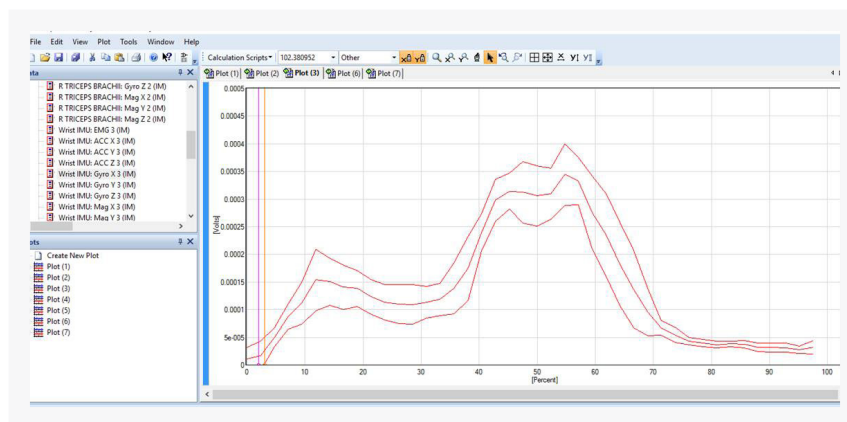 File Edit View Plot Tools Window Help
Calculation Scripts 102.380952 Other
ata
Plot (1) Plot (2) Plot (3) Plot (6) Plot (7)
R TRICEPS BRACHII: Gyro Z 2 (IM)
R TRICEPS BRACHII: Mag X 2 (IM)
R TRICEPS BRACHII: Mag Y 2 (IM)
R TRICEPS BRACHII: Mag Z 2 (IM)
Wrist IMU: EMG 3 (IM)
Wrist IMU: ACC X 3 (IM)
Wrist IMU: ACC Y 3 (IM)
Wrist IMU: ACC Z 3 (IM)
Wrist IMU: Gyro X 3 (IM)
Wrist IMU: Gyro Y 3 (IM)
Wrist IMU: Gyro Z 3 (IM)
Wrist IMU: Mag X 3 (IM)
Wrist IMU: Mag Y 3 (IM)
ots
Create New Plot
Plot (1)
Plot (2)
Plot (3)
Plot (4)
Plot (5)
Plot (6)
Plot (7)
0.0005
0.00045
0.0004
0.00035
0.0003
0.00025
0.0002
0.00015
0.0001
5e-005
0
[Volts]
0 10 20 30 40 50 60 70 80 90 100
[Percent]